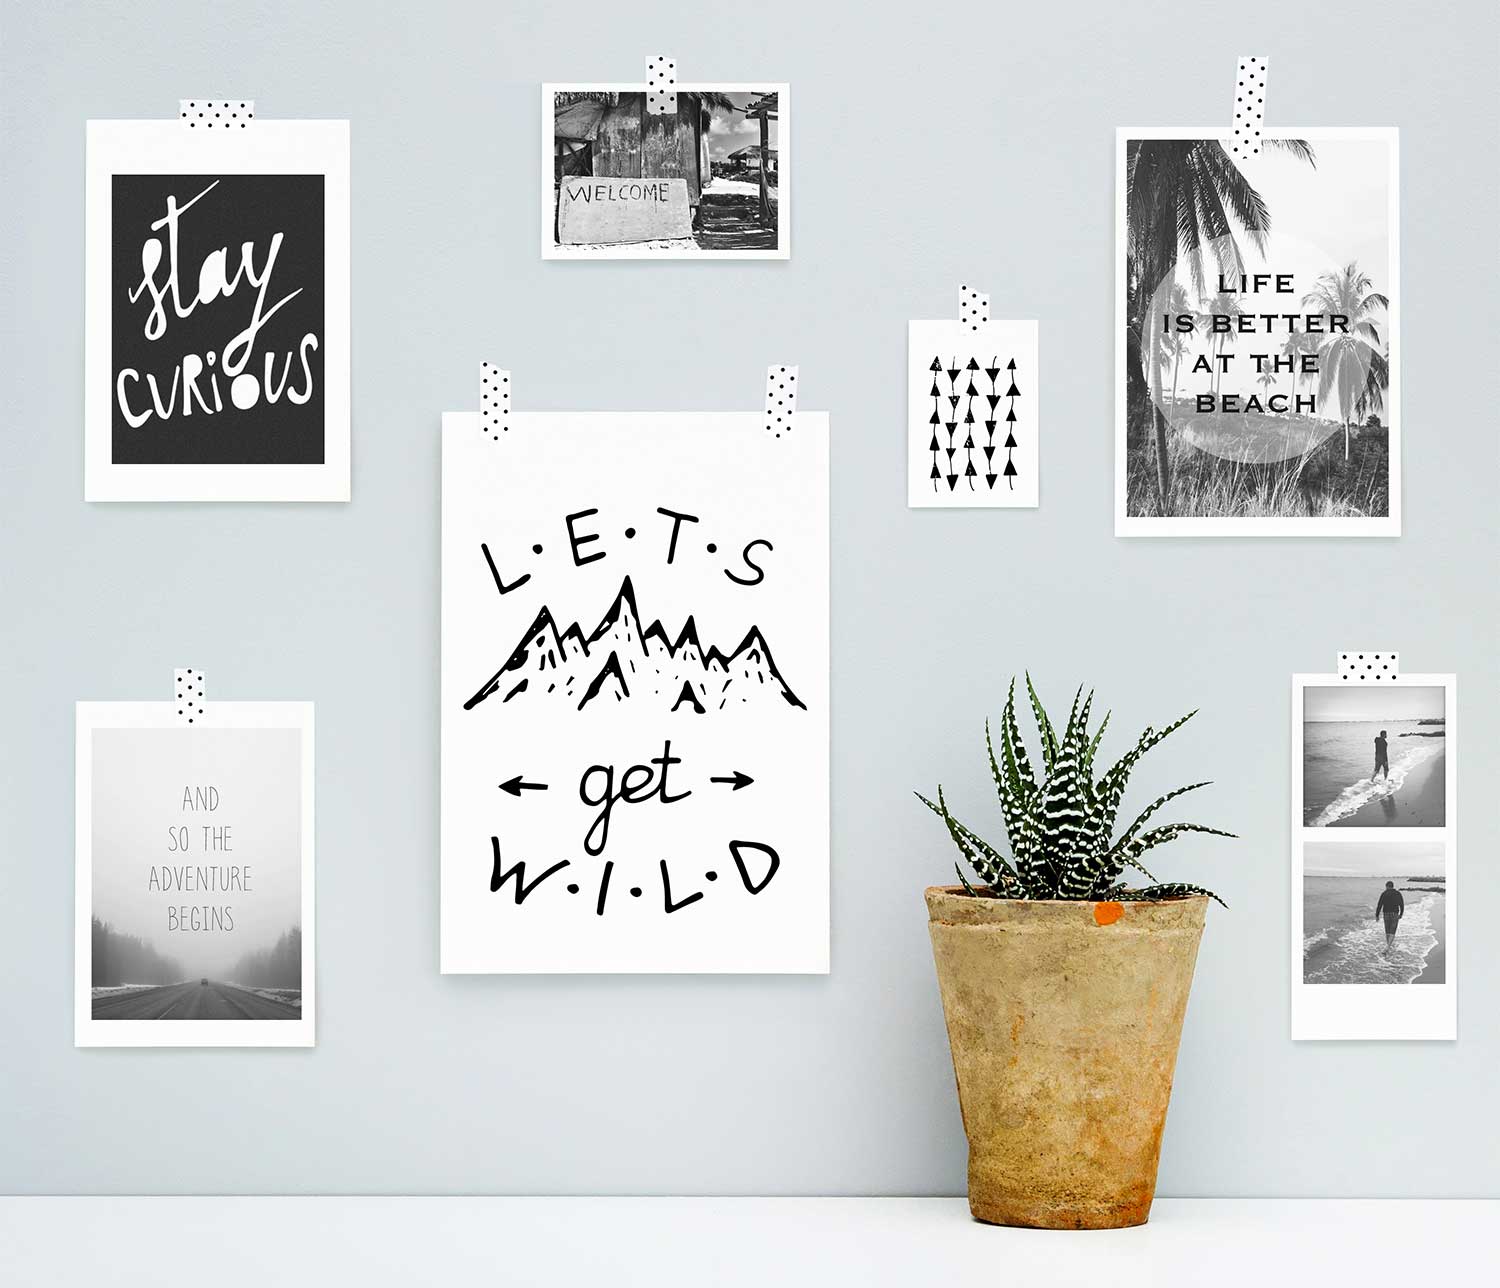 stay
CURiOUS
WELCOME
LIFE
IS BETTER
AT THE
BEACH
L·E·T·S
get
W·I·L·D
AND
SO THE
ADVENTURE
BEGINS